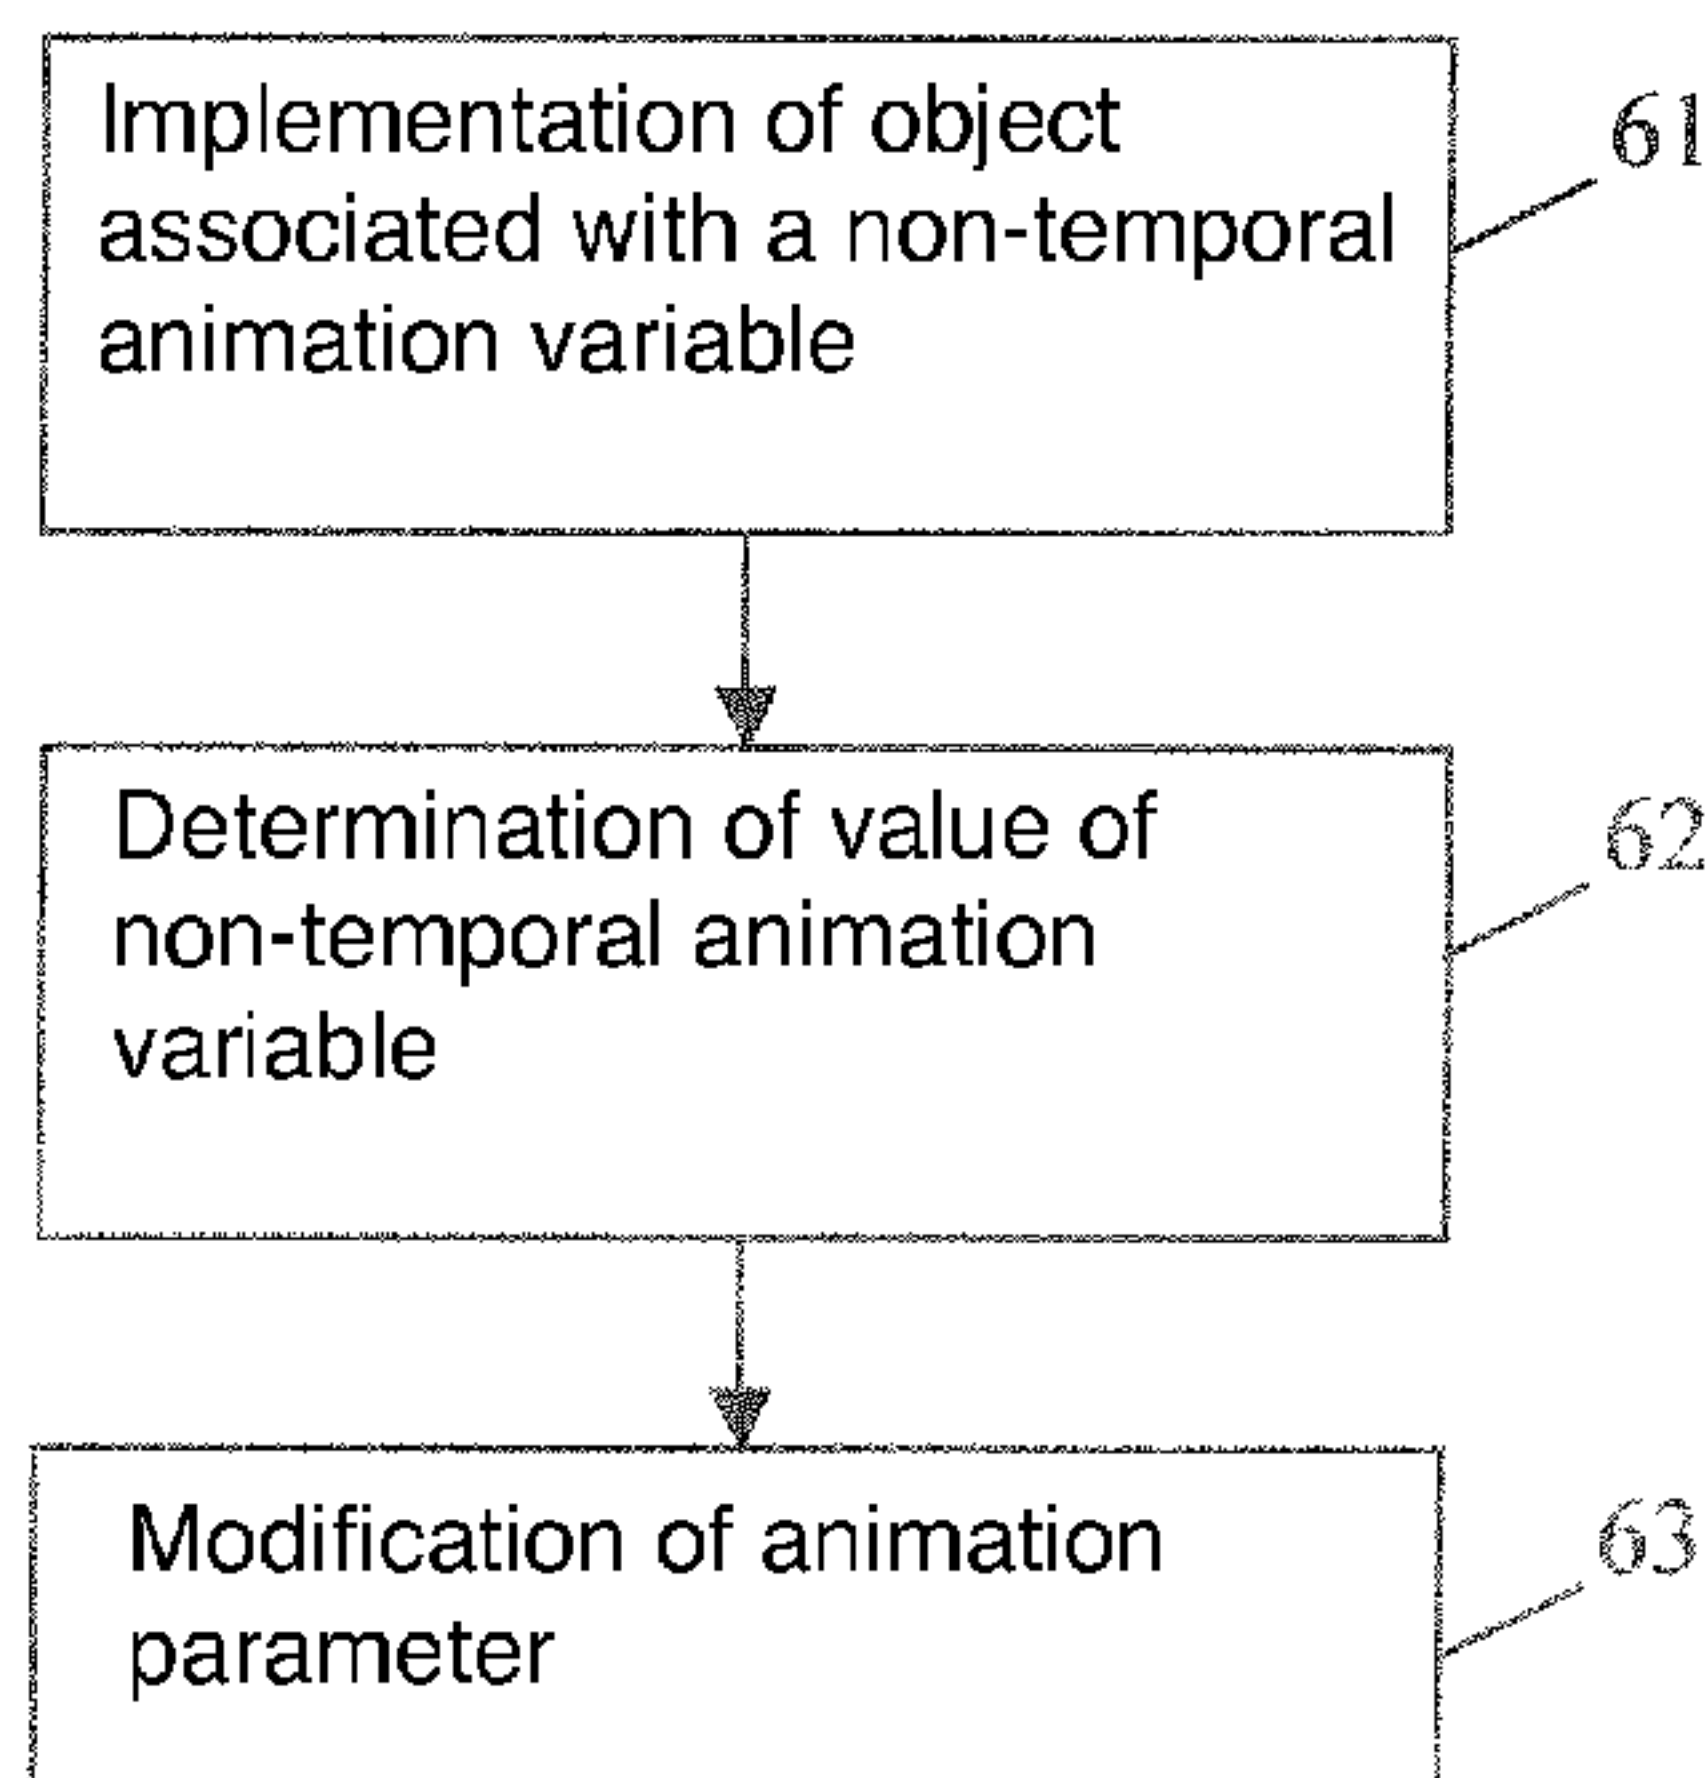 Implementation of object
associated with a non-temporal
animation variable
61
Determination of value of
non-temporal animation
variable
62
Modification of animation
parameter
63